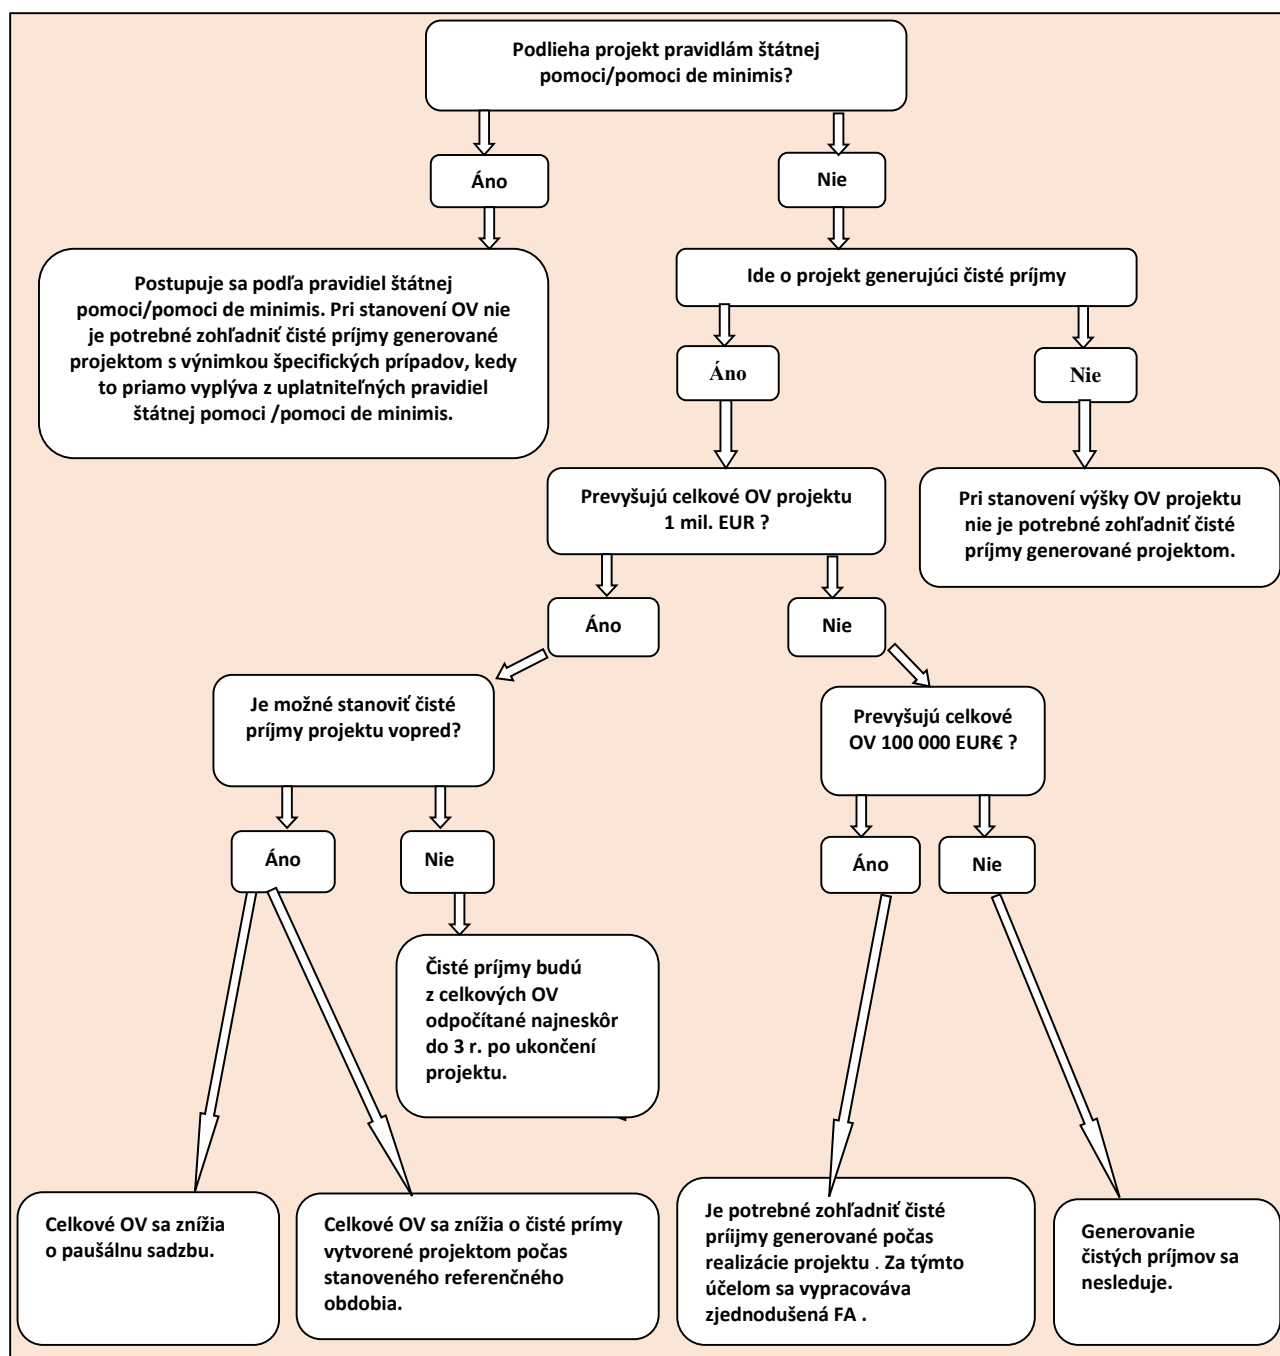 Podlieha projekt pravidlám štátnej
pomoci/pomoci de minimis?
Áno
Nie
Postupuje sa podľa pravidiel štátnej
pomoci/pomoci de minimis. Pri stanovení OV nie
je potrebné zohľadniť čisté príjmy generované
projektom s výnimkou špecifických prípadov, kedy
to priamo vyplýva z uplatniteľných pravidiel
štátnej pomoci /pomoci de minimis.
Ide o projekt generujúci čisté príjmy
Áno
Nie
Prevyšujú celkové OV projektu
1 mil. EUR ?
Pri stanovení výšky OV projektu
nie je potrebné zohľadniť čisté
príjmy generované projektom.
Áno
Nie
Je možné stanoviť čisté
príjmy projektu vopred?
Prevyšujú celkové
OV 100 000 EUR€ ?
Áno
Nie
Áno
Nie
Čisté príjmy budú
z celkových OV
odpočítané najneskôr
do 3 r. po ukončení
projektu.
Celkové OV sa znížia
o paušálnu sadzbu.
Celkové OV sa znížia o čisté prímy
vytvorené projektom počas
stanoveného referenčného
obdobia.
Je potrebné zohľadniť čisté
príijmy generované počas
realizácie projektu . Za týmto
účelom sa vypracováva
zjednodušená FA .
Generovanie
čistých príjmov sa
nesleduje.